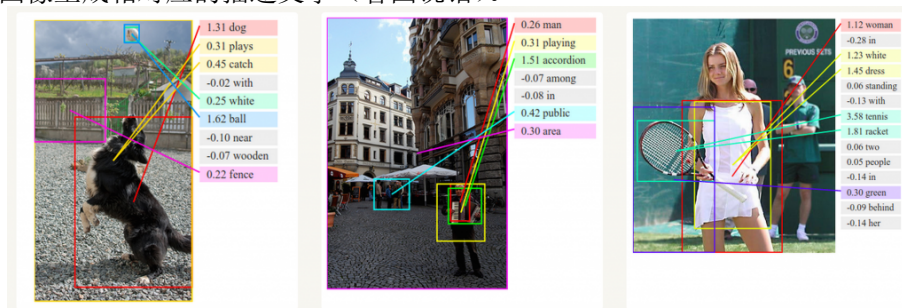 图像生成相对应的描述文字（看图说话）。
1.31 dog
0.31 plays
0.45 catch
-0.02 with
0.25 white
1.62 ball
-0.10 near
-0.07 wooden
0.22 fence
0.26 man
0.31 playing
1.51 accordion
-0.07 among
-0.08 in
0.42 public
0.30 area
PREVIOUS SETS
6
1.12 woman
-0.28 in
1.23 white
1.45 dress
0.06 standing
-0.13 with
3.58 tennis
1.81 racket
0.06 two
0.05 people
-0.14 in
0.30 green
-0.09 behind
-0.14 her